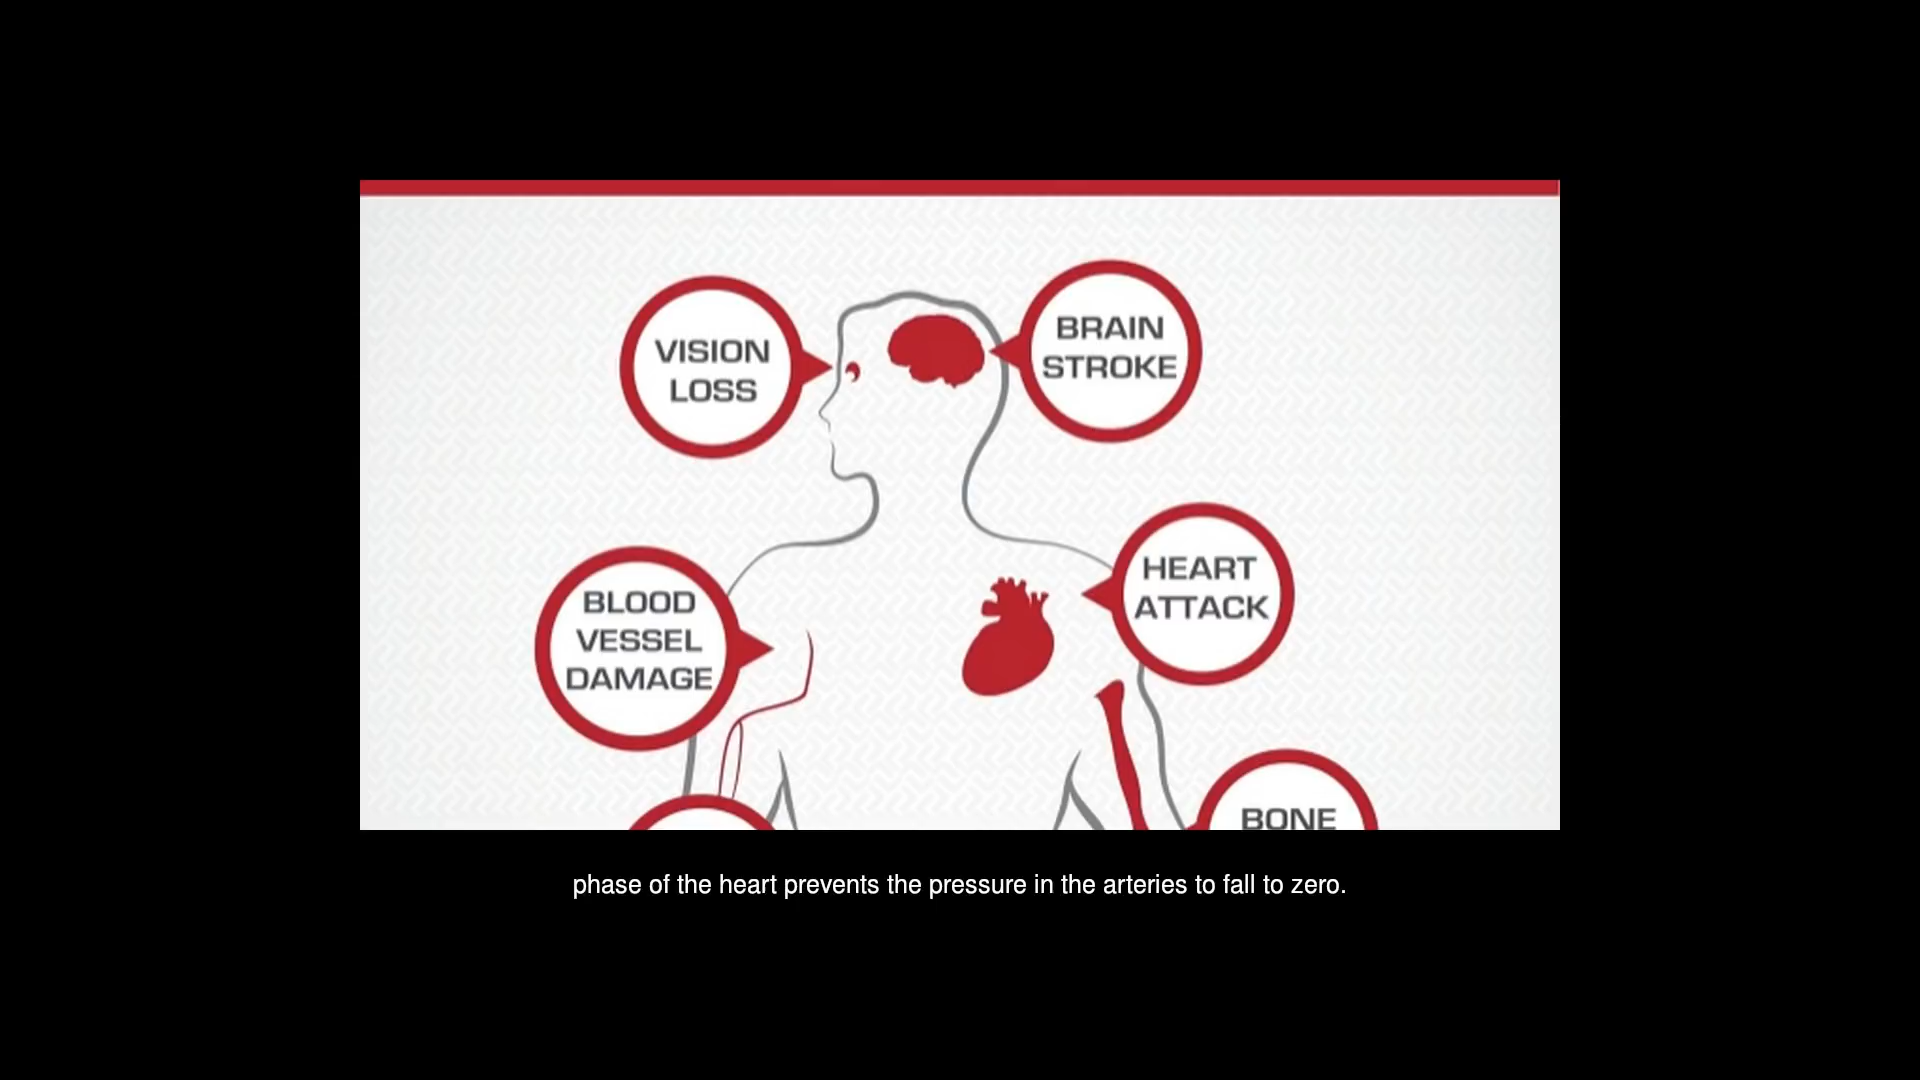 VISION
LOSS
BRAIN
STROKE
BLOOD
VESSEL
DAMAGE
HEART
ATTACK
BONE
phase of the heart prevents the pressure in the arteries to fall to zero.